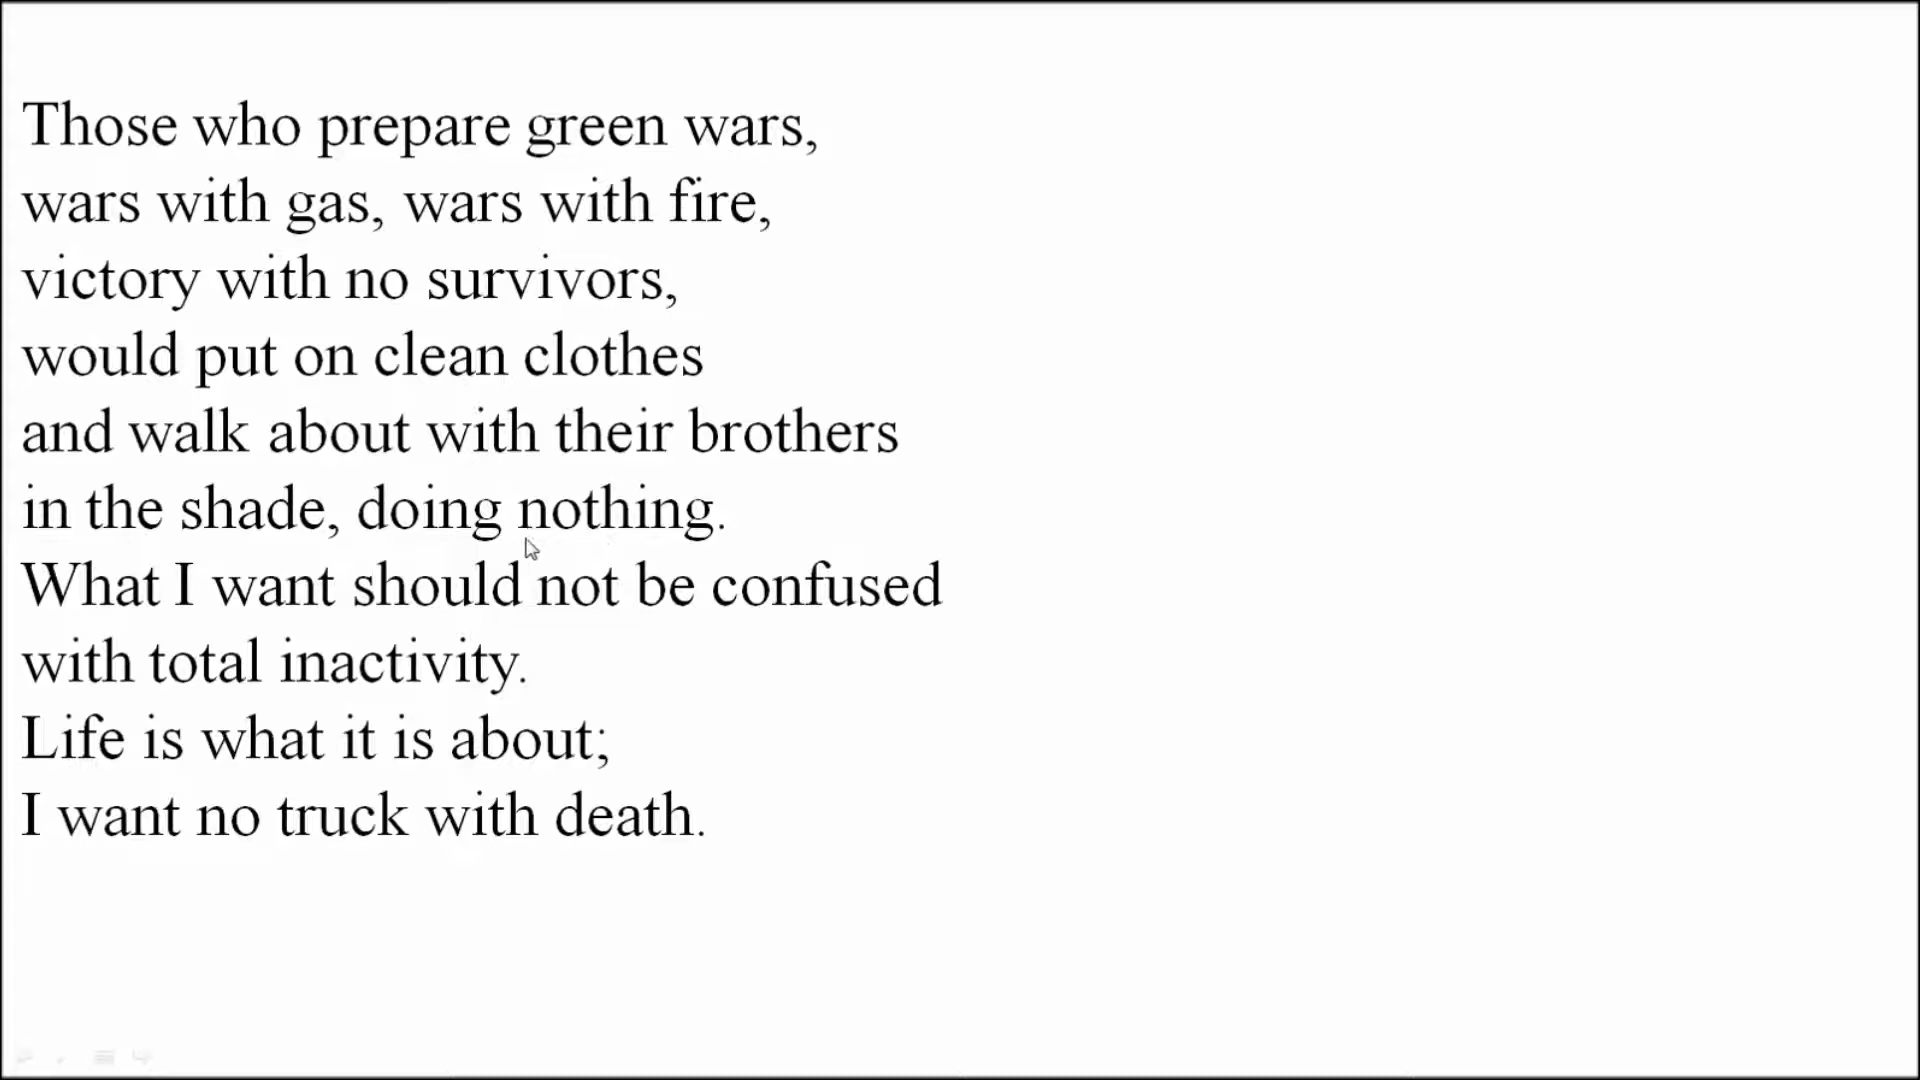 Those who prepare green wars,
wars with gas, wars with fire,
victory with no survivors,
would put on clean clothes
and walk about with their brothers
in the shade, doing nothing.
What I want should not be confused
with total inactivity.
Life is what it is about;
I want no truck with death.